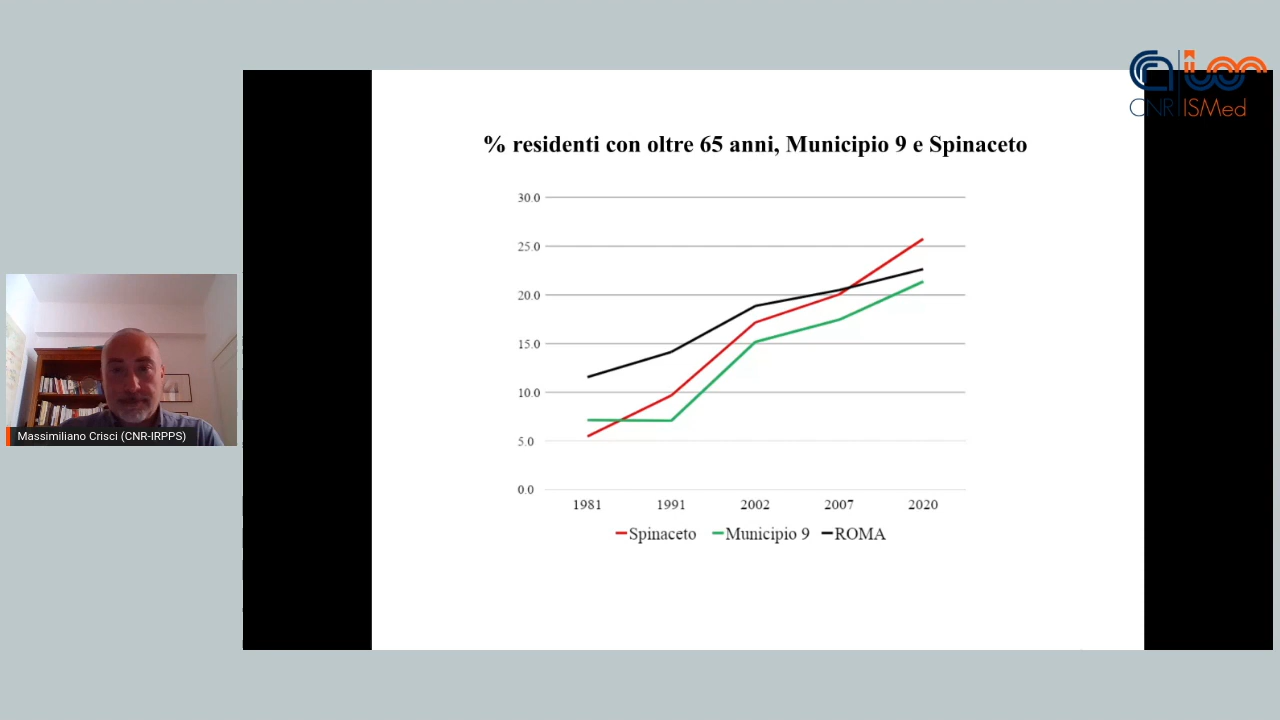 CNR ISMed
% residenti con oltre 65 anni, Municipio 9 e Spinaceto
30.0
25.0
20.0
15.0
10.0
5.0
0.0
1981 1991 2002 2007 2020
Spinaceto Municipio 9 ROMA
Massimiliano Crisci (CNR-IRPPS)